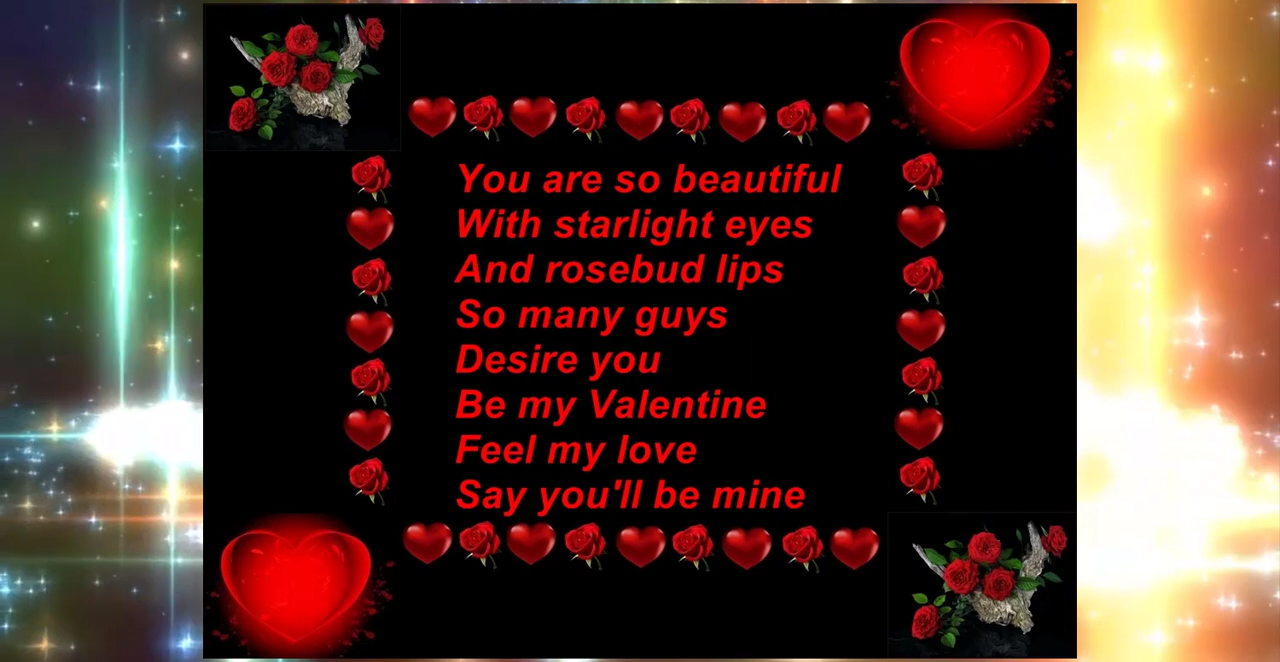 You are so beautiful
With starlight eyes
And rosebud lips
So many guys
Desire you
Be my Valentine
Feel my love
Say you'll be mine